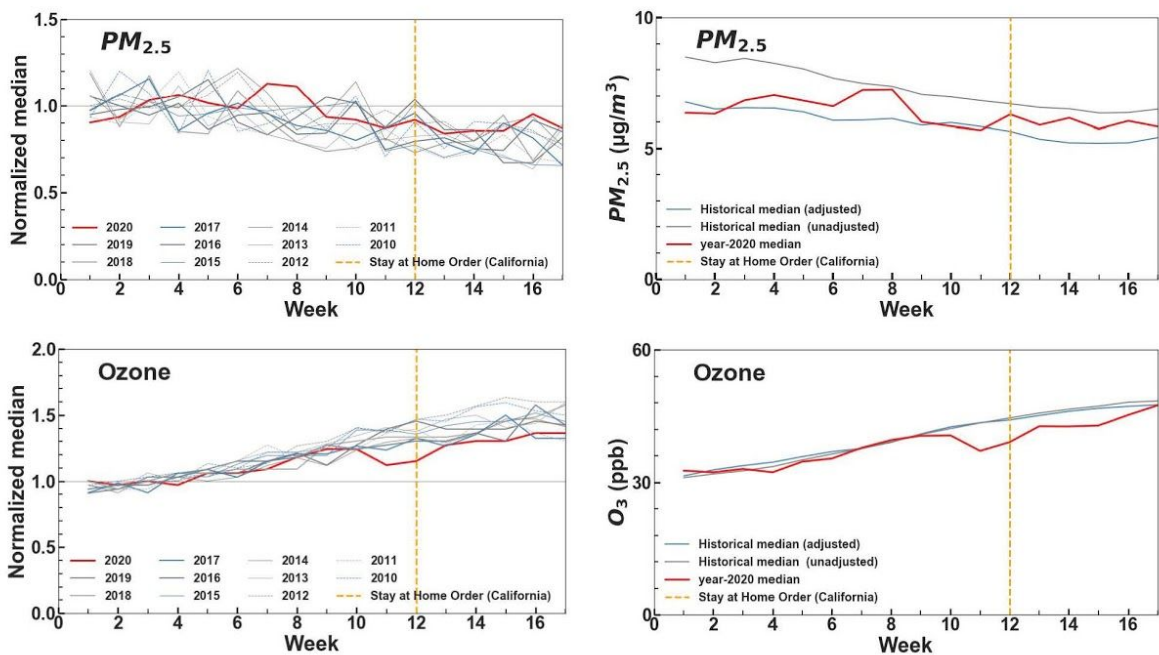 PM2.5
Normalized median
1.5
1.0
0.5
0.0
2020 2017 2014 2011
2019 2016 2013 2010
2018 2015 2012 Stay at Home Order (California)
0 2 4 6 8 10 12 14 16
Week
PM2.5
PM2.5 (µg/m³)
10
5
0
Historical median (adjusted)
Historical median (unadjusted)
year-2020 median
Stay at Home Order (California)
0 2 4 6 8 10 12 14 16
Week
Ozone
Normalized median
2.0
1.5
1.0
0.5
0.0
2020 2017 2014 2011
2019 2016 2013 2010
2018 2015 2012 Stay at Home Order (California)
0 2 4 6 8 10 12 14 16
Week
Ozone
O3 (ppb)
60
30
0
Historical median (adjusted)
Historical median (unadjusted)
year-2020 median
Stay at Home Order (California)
0 2 4 6 8 10 12 14 16
Week